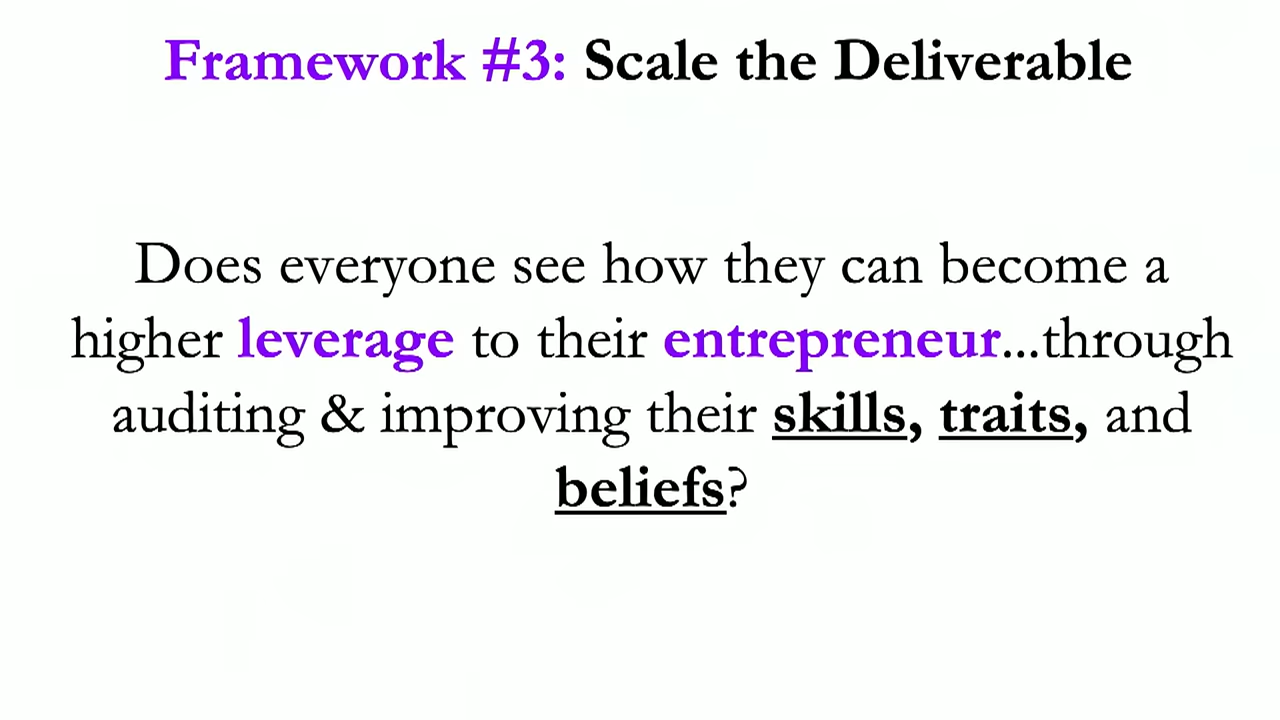 Framework #3: Scale the Deliverable
Does everyone see how they can become a
higher leverage to their entrepreneur...through
auditing & improving their skills, traits, and
beliefs?